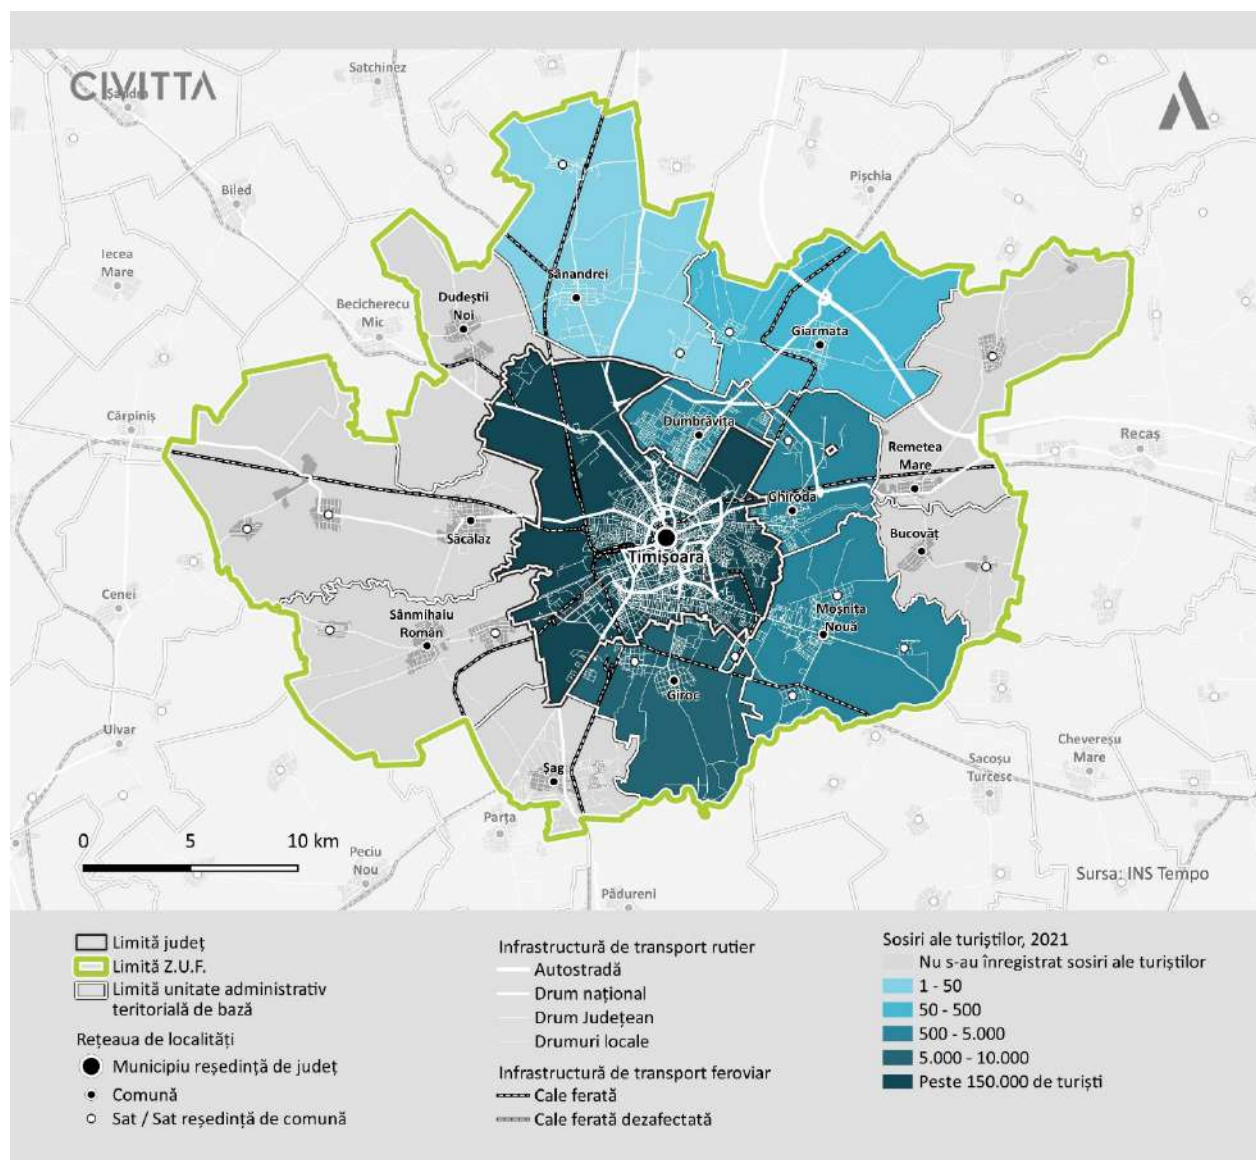 CIVITTA
Șandra
Satchinez
Pișchia
Biled
Iecea
Mare
Sânandrei
Dudeștii
Noi
Becicherecu
Mic
Giarmata
Cărpiniș
Dumbrăvița
Recaș
Remetea
Mare
Ghiroda
Săcălaz
Bucovăț
Timișoara
Cenei
Sânmihaiu
Român
Moșnița
Nouă
Giroc
Uivar
Chevereșu
Mare
Sacoșu
Turcesc
Șag
Parța
0 5 10 km
Peciu
Nou
Sursa: INS Tempo
Pădureni
Limită județ
Limită Z.U.F.
Limită unitate administrativ
teritorială de bază
Rețeaua de localități
Municipiu reședință de județ
Comună
Sat / Sat reședință de comună
Infrastructură de transport rutier
Autostradă
Drum național
Drum Județean
Drumuri locale
Infrastructură de transport feroviar
Cale ferată
Cale ferată dezafectată
Sosiri ale turiștilor, 2021
Nu s-au înregistrat sosiri ale turiștilor
1 - 50
50 - 500
500 - 5.000
5.000 - 10.000
Peste 150.000 de turiști